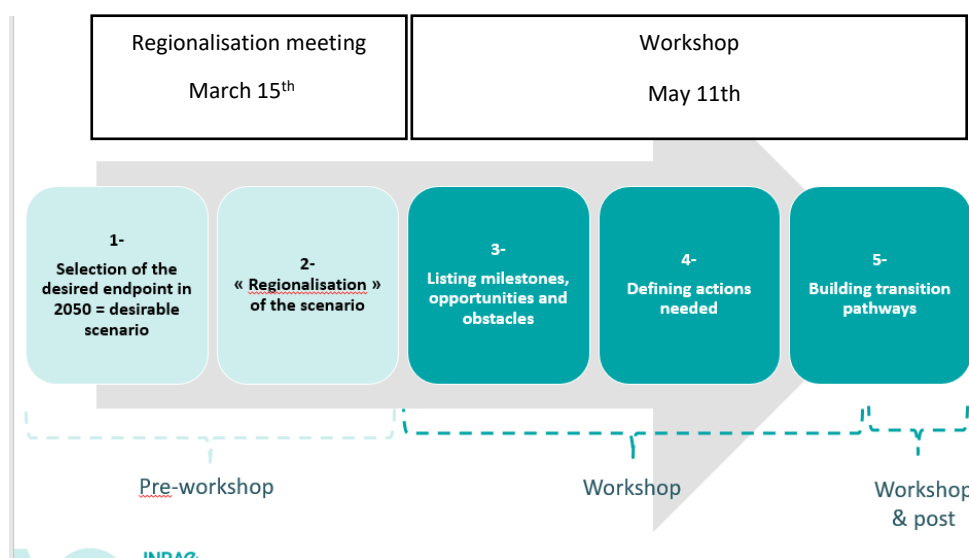 Regionalisation meeting
March 15th
Workshop
May 11th
1-
Selection of the
desired endpoint in
2050 = desirable
scenario
2-
« Regionalisation »
of the scenario
3-
Listing milestones,
opportunities and
obstacles
4-
Defining actions
needed
5-
Building transition
pathways
Pre-workshop
Workshop
Workshop
& post